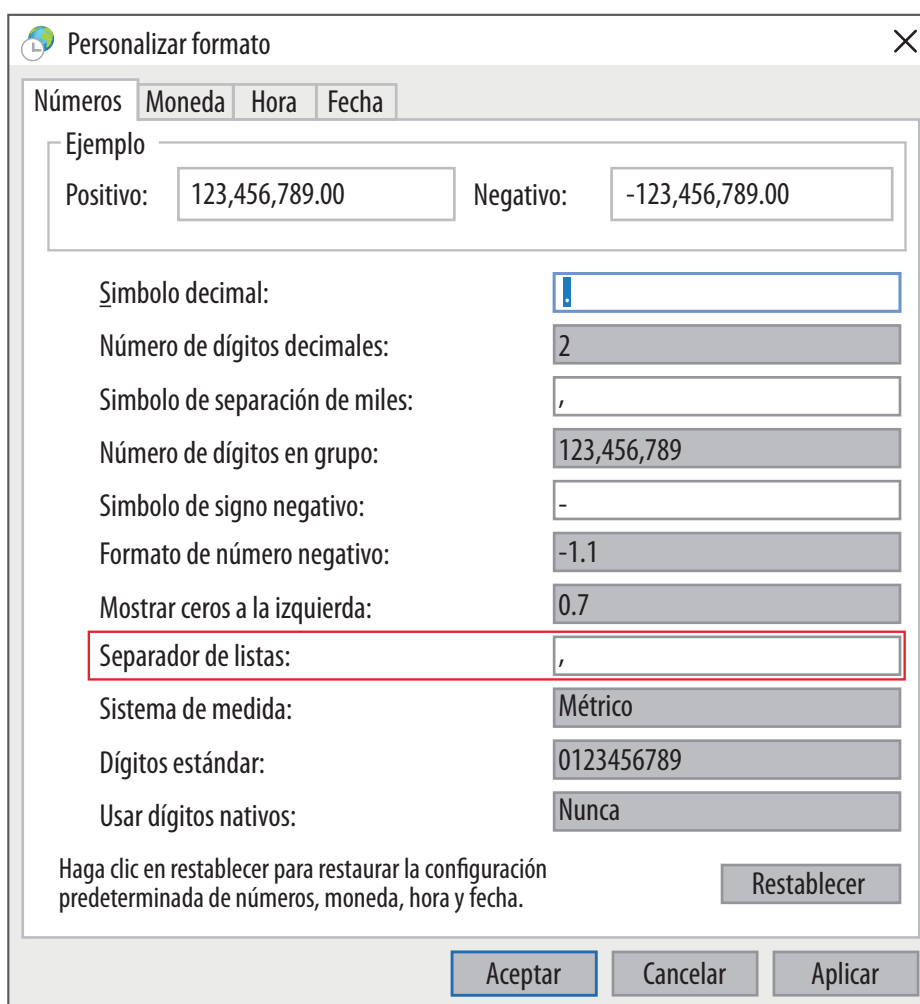 Personalizar formato
Números Moneda Hora Fecha
Ejemplo
Positivo: 123,456,789.00 Negativo: -123,456,789.00
Simbolo decimal: .
Número de dígitos decimales: 2
Simbolo de separación de miles: ,
Número de dígitos en grupo: 123,456,789
Simbolo de signo negativo: -
Formato de número negativo: -1.1
Mostrar ceros a la izquierda: 0.7
Separador de listas: ,
Sistema de medida: Métrico
Dígitos estándar: 0123456789
Usar dígitos nativos: Nunca
Haga clic en restablecer para restaurar la configuración
predeterminada de números, moneda, hora y fecha.
Restablecer
Aceptar Cancelar Aplicar